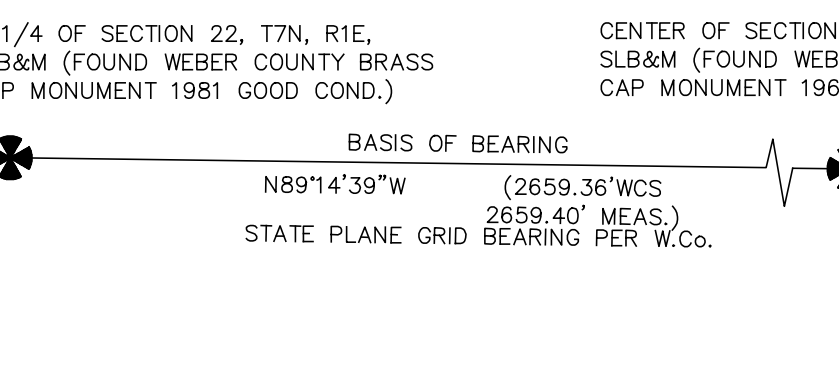 1/4 OF SECTION 22, T7N, R1E,
B&M (FOUND WEBER COUNTY BRASS
P MONUMENT 1981 GOOD COND.)
CENTER OF SECTION
SLB&M (FOUND WEB
CAP MONUMENT 196
BASIS OF BEARING
N89°14'39"W
(2659.36'WCS
2659.40' MEAS.)
STATE PLANE GRID BEARING PER W.Co.